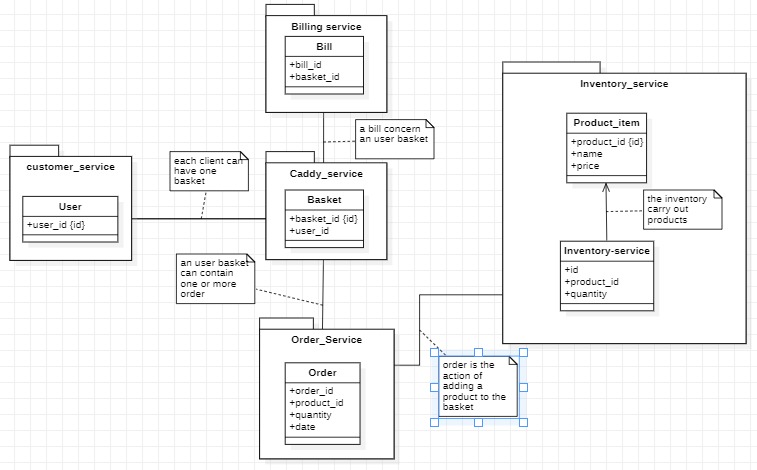 Billing service
Bill
+bill_id
+basket_id
a bill concern
an user basket
customer_service
User
+user_id {id}
each client can
have one
basket
Caddy_service
Basket
+basket_id {id}
+user_id
an user basket
can contain
one or more
order
Order_Service
Order
+order_id
+product_id
+quantity
+date
order is the
action of
adding a
product to the
basket
Inventory_service
Product_item
+product_id {id}
+name
+price
the inventory
carry out
products
Inventory-service
+id
+product_id
+quantity